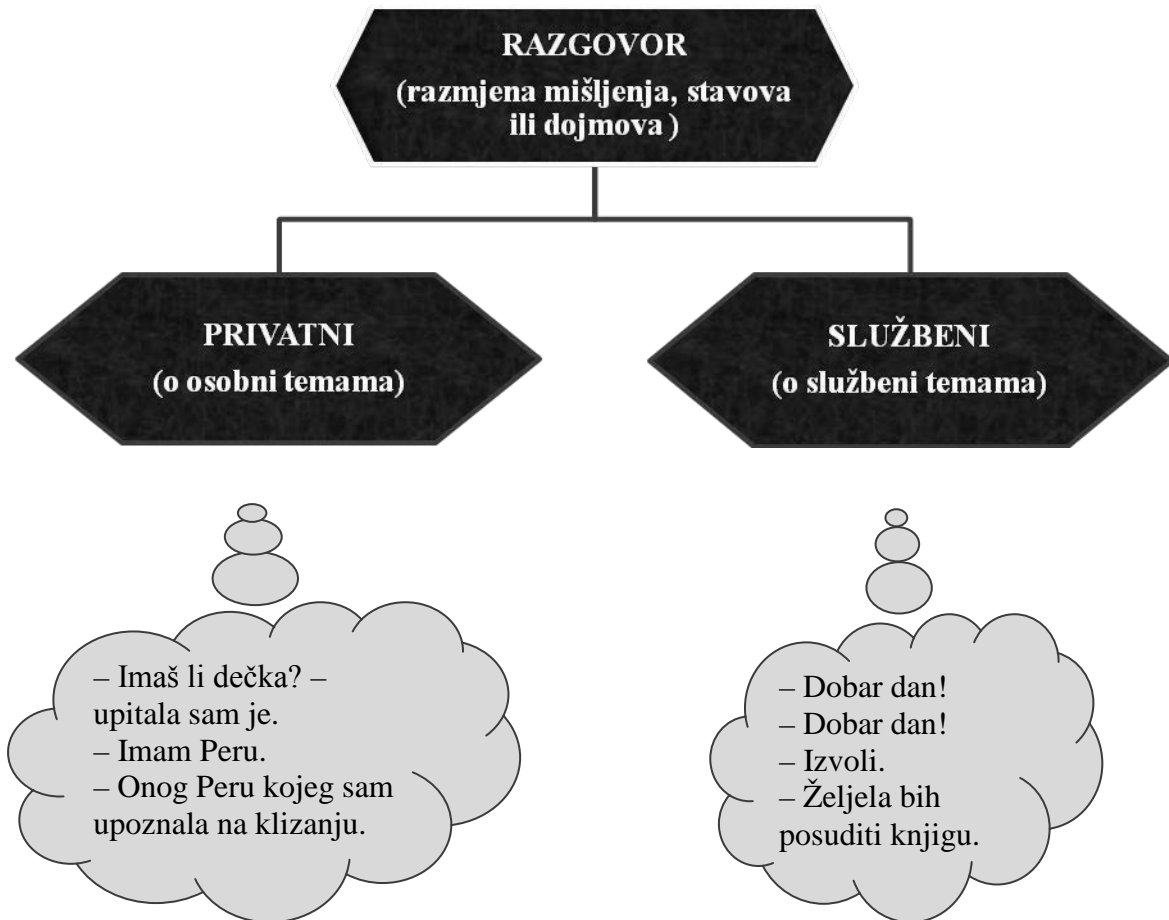 RAZGOVOR
(razmjena mišljenja, stavova
ili dojmova )
PRIVATNI
(o osobni temama)
SLUŽBENI
(o službeni temama)
– Imaš li dečka? –
upitala sam je.
– Imam Peru.
– Onog Peru kojeg sam
upoznala na klizanju.
– Dobar dan!
– Dobar dan!
– Izvoli.
– Željela bih
posuditi knjigu.